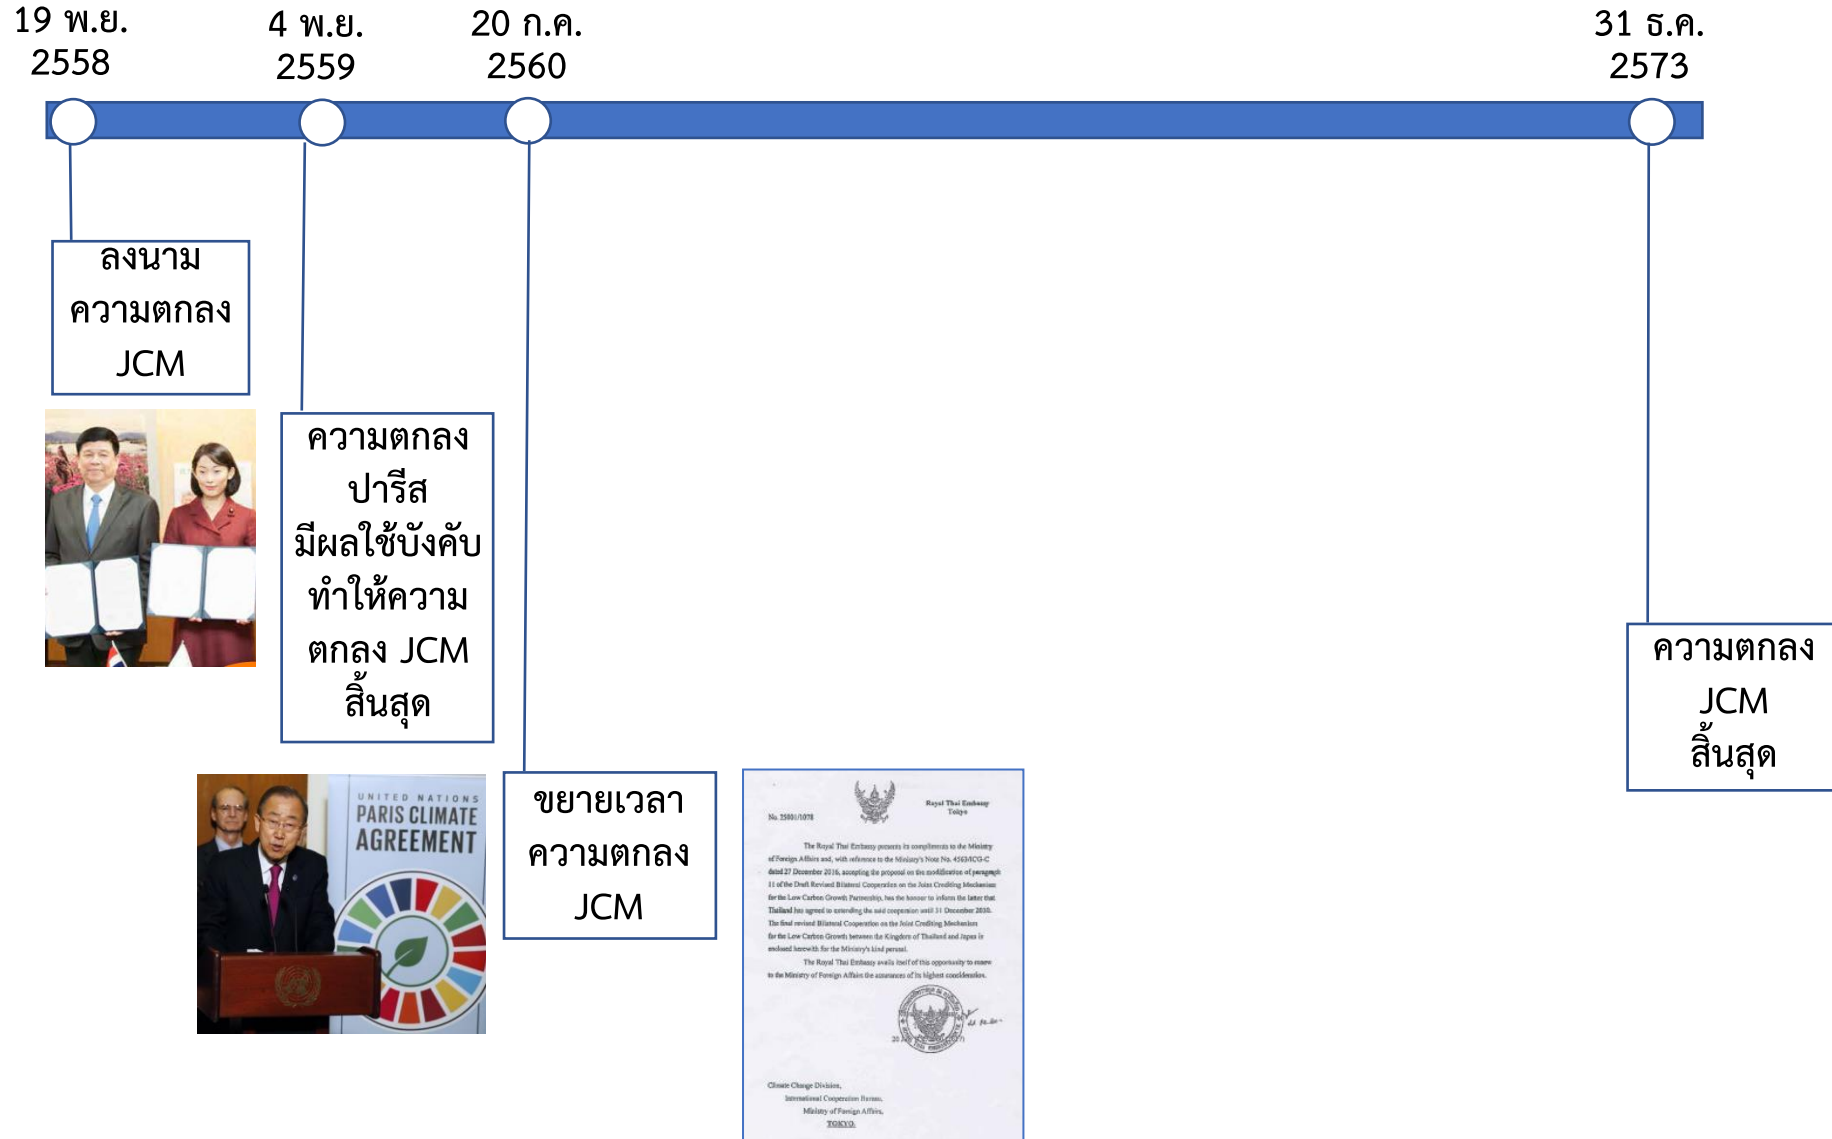 19 พ.ย.
2558
4 พ.ย.
2559
20 ก.ค.
2560
31 ธ.ค.
2573
ลงนาม
ความตกลง
JCM
ความตกลง
ปารีส
มีผลใช้บังคับ
ทำให้ความ
ตกลง JCM
สิ้นสุด
ขยายเวลา
ความตกลง
JCM
ความตกลง
JCM
สิ้นสุด
UNITED NATIONS
PARIS CLIMATE
AGREEMENT
Royal Thai Embassy
Tokyo
No. 25801/1078
The Royal Thai Embassy presents its compliments to the Ministry
of Foreign Affairs and, with reference to the Ministry's Note No. 4563/ICG-C
dated 27 December 2016, accepting the proposal on the modification of paragraph
11 of the Draft Revised Bilateral Cooperation on the Joint Crediting Mechanism
for the Low Carbon Growth Partnership, has the honour to inform the latter that
Thailand has agreed to extending the said cooperation until 31 December 2030.
The final revised Bilateral Cooperation on the Joint Crediting Mechanism
for the Low Carbon Growth between the Kingdom of Thailand and Japan is
enclosed herewith for the Ministry's kind perusal.
The Royal Thai Embassy avails itself of this opportunity to renew
to the Ministry of Foreign Affairs the assurances of its highest consideration.
Climate Change Division,
International Cooperation Bureau,
Ministry of Foreign Affairs,
TOKYO.